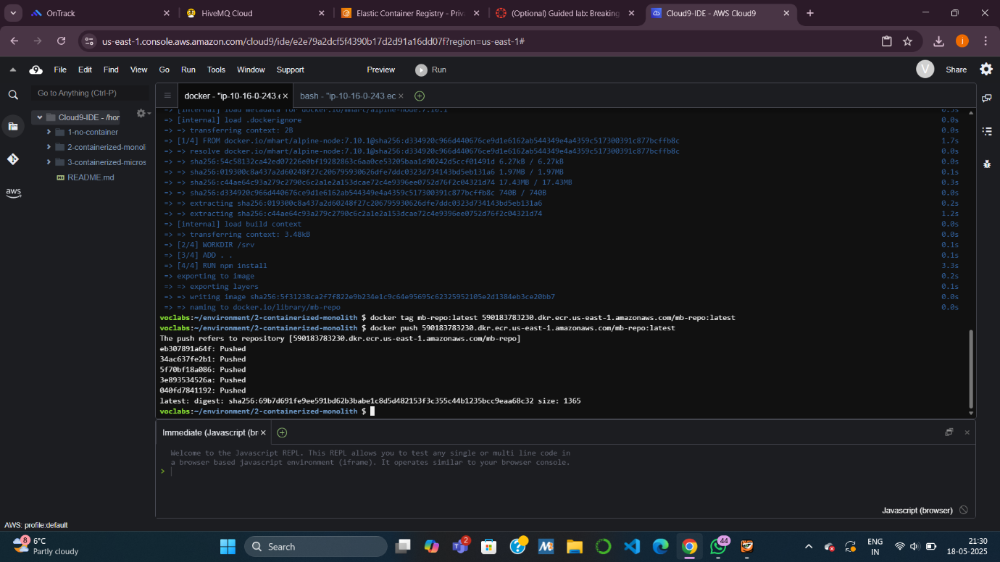 OnTrack
HiveMQ Cloud
Elastic Container Registry - Priva
(Optional) Guided lab: Breaking
Cloud9-IDE - AWS Cloud9
us-east-1.console.aws.amazon.com/cloud9/ide/e2e79a2dcf5f4390b17d2d91a16dd07f?region=us-east-1#
j
9 File Edit Find View Go Run Tools Window Support Preview Run V Share
Go to Anything (Ctrl-P)
docker - "ip-10-16-0-243.e
bash - "ip-10-16-0-243.ec
Cloud9-IDE - /hor
1-no-container
2-containerized-monoli
3-containerized-micros
README.md
aws
=> [internal] load metadata for docker.io/mhart/alpine-node:7.10.1 0.5s
=> [internal] load .dockerignore 0.0s
=> => transferring context: 2B 0.0s
=> [1/4] FROM docker.io/mhart/alpine-node:7.10.1@sha256:d334920c966d440676ce9d1e6162ab544349e4a4359c517300391c877bcffb8c 1.7s
=> => resolve docker.io/mhart/alpine-node:7.10.1@sha256:d334920c966d440676ce9d1e6162ab544349e4a4359c517300391c877bcffb8c 0.0s
=> => sha256:54c58132ca42ed07226e0bf19282863c6aa0ce53205baa1d90242d5ccf01491d 6.27kB / 6.27kB 0.0s
=> => sha256:019300c8a437a2d60248f27c206795930626dfe7ddc0323d734143bd5eb131a6 1.97MB / 1.97MB 0.1s
=> => sha256:c44ae64c93a279c2790c6c2a1e2a153dcae72c4e9396ee0752d76f2c04321d74 17.43MB / 17.43MB 0.3s
=> => sha256:d334920c966d440676ce9d1e6162ab544349e4a4359c517300391c877bcffb8c 740B / 740B 0.0s
=> => extracting sha256:019300c8a437a2d60248f27c206795930626dfe7ddc0323d734143bd5eb131a6 0.2s
=> => extracting sha256:c44ae64c93a279c2790c6c2a1e2a153dcae72c4e9396ee0752d76f2c04321d74 1.2s
=> [internal] load build context 0.0s
=> => transferring context: 3.48kB 0.0s
=> [2/4] WORKDIR /srv 0.1s
=> [3/4] ADD . . 0.1s
=> [4/4] RUN npm install 3.3s
=> exporting to image 0.2s
=> => exporting layers 0.1s
=> => writing image sha256:5f31238ca2f7f822e9b234e1c9c64e95695c62325952105e2d1384eb3ce20bb7 0.0s
=> => naming to docker.io/library/mb-repo 0.0s
voclabs:~/environment/2-containerized-monolith $ docker tag mb-repo:latest 590183783230.dkr.ecr.us-east-1.amazonaws.com/mb-repo:latest
voclabs:~/environment/2-containerized-monolith $ docker push 590183783230.dkr.ecr.us-east-1.amazonaws.com/mb-repo:latest
The push refers to repository [590183783230.dkr.ecr.us-east-1.amazonaws.com/mb-repo]
eb307891a64f: Pushed
34ac637fe2b1: Pushed
5f70bf18a086: Pushed
3e893534526a: Pushed
040fd7841192: Pushed
latest: digest: sha256:69b7d691fe9ee591bd62b3babe1c8d5d482153f3c355c44b1235bcc9eaa68c32 size: 1365
voclabs:~/environment/2-containerized-monolith $
Immediate (Javascript (br
Welcome to the Javascript REPL. This REPL allows you to test any single or multi line code in
a browser based javascript environment (iframe). It operates similar to your browser console.
>
Javascript (browser)
AWS: profile:default
8 6°C
Partly cloudy
Search
2
44
ENG
IN
21:30
18-05-2025